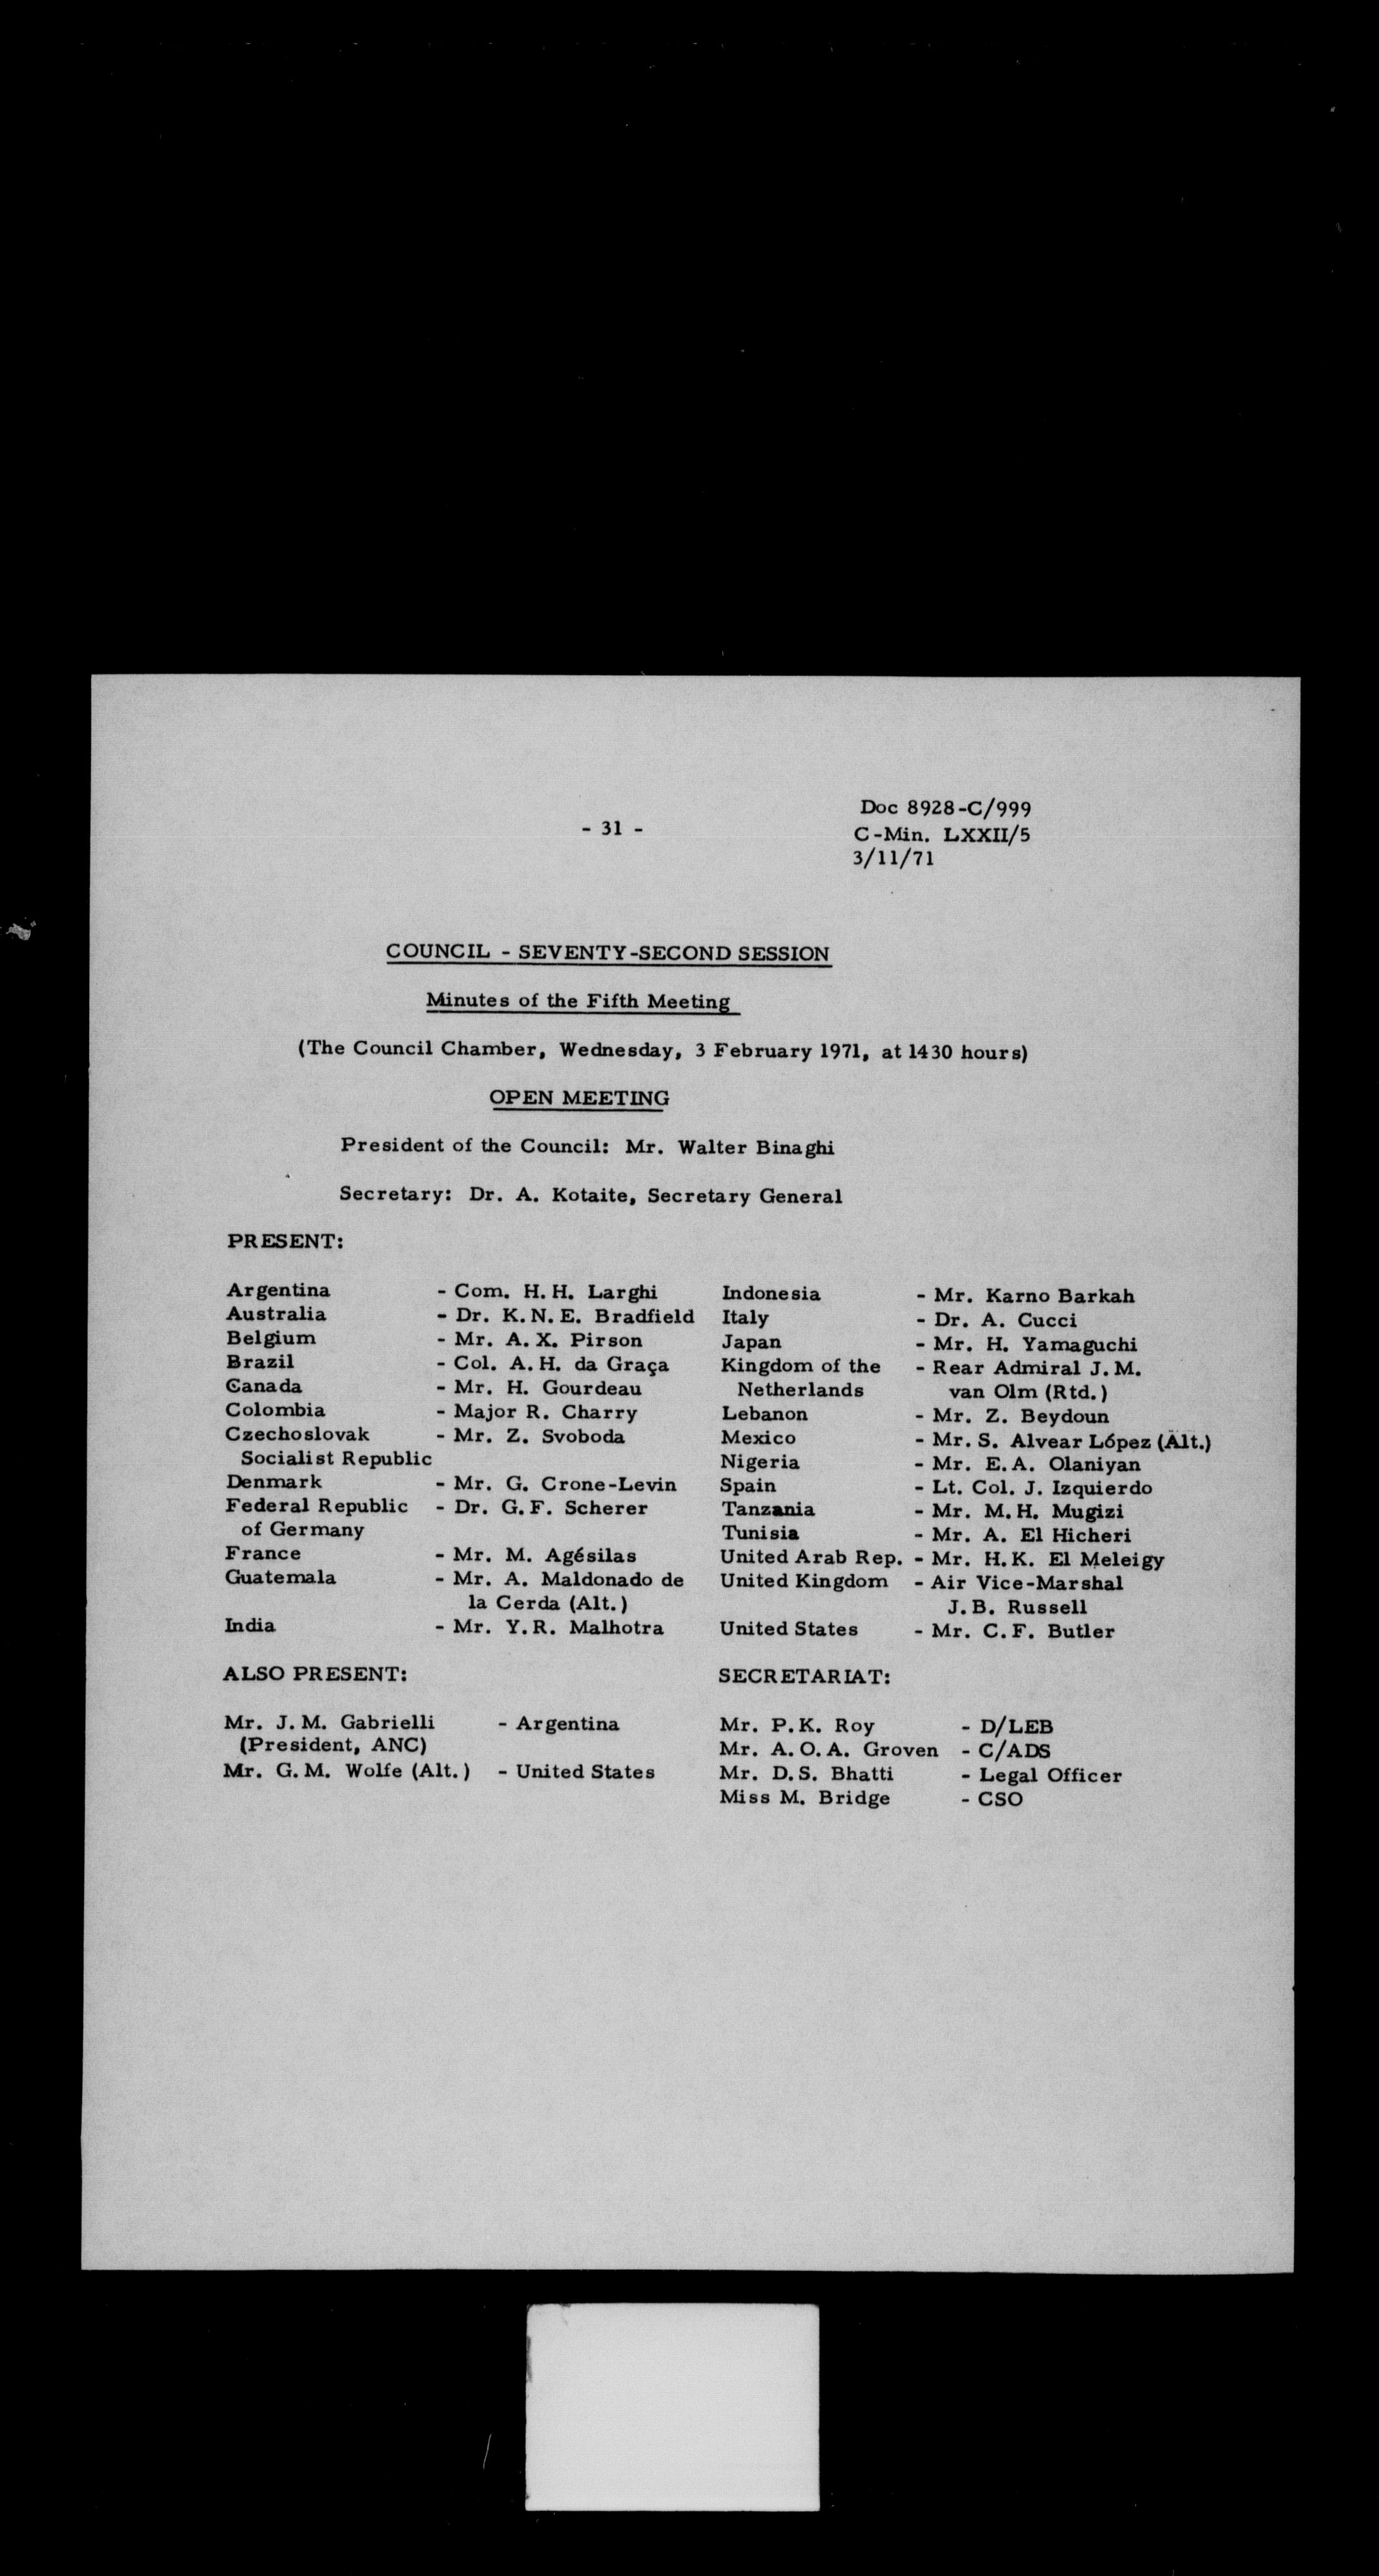 - 31 -
Doc 8928-C/999
C-Min. LXXII/5
3/11/71
COUNCIL - SEVENTY-SECOND SESSION
Minutes of the Fifth Meeting
(The Council Chamber, Wednesday, 3 February 1971, at 1430 hours)
OPEN MEETING
President of the Council: Mr. Walter Binaghi
Secretary: Dr. A. Kotaite, Secretary General
PRESENT:
Argentina - Com. H.H. Larghi
Australia - Dr. K.N.E. Bradfield
Belgium - Mr. A.X. Pirson
Brazil - Col. A.H. da Graça
Canada - Mr. H. Gourdeau
Colombia - Major R. Charry
Czechoslovak - Mr. Z. Svoboda
Socialist Republic
Denmark - Mr. G. Crone-Levin
Federal Republic - Dr. G.F. Scherer
of Germany
France - Mr. M. Agésilas
Guatemala - Mr. A. Maldonado de
la Cerda (Alt.)
India - Mr. Y.R. Malhotra
Indonesia - Mr. Karno Barkah
Italy - Dr. A. Cucci
Japan - Mr. H. Yamaguchi
Kingdom of the - Rear Admiral J.M.
Netherlands van Olm (Rtd.)
Lebanon - Mr. Z. Beydoun
Mexico - Mr. S. Alvear López (Alt.)
Nigeria - Mr. E.A. Olaniyan
Spain - Lt. Col. J. Izquierdo
Tanzania - Mr. M.H. Mugizi
Tunisia - Mr. A. El Hicheri
United Arab Rep. - Mr. H.K. El Meleigy
United Kingdom - Air Vice-Marshal
J.B. Russell
United States - Mr. C.F. Butler
ALSO PRESENT:
Mr. J.M. Gabrielli - Argentina
(President, ANC)
Mr. G.M. Wolfe (Alt.) - United States
SECRETARIAT:
Mr. P.K. Roy - D/LEB
Mr. A.O.A. Groven - C/ADS
Mr. D.S. Bhatti - Legal Officer
Miss M. Bridge - CSO